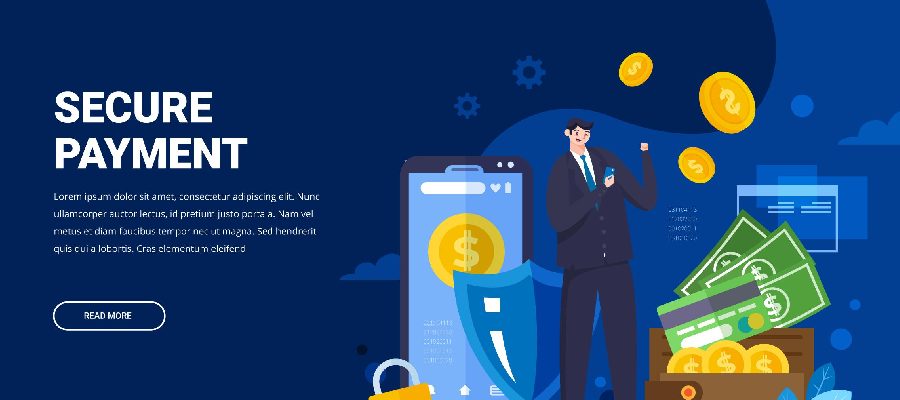 SECURE
PAYMENT
Lorem ipsum dolor sit amet, consectetur adipiscing elit. Nunc
ullamcorper auctor lectus, id pretium justo porta a. Nam vel
metus et diam faucibus tempor nec ut magna. Sed hendrerit
quis dui a lobortis. Cras elementum eleifend
READ MORE